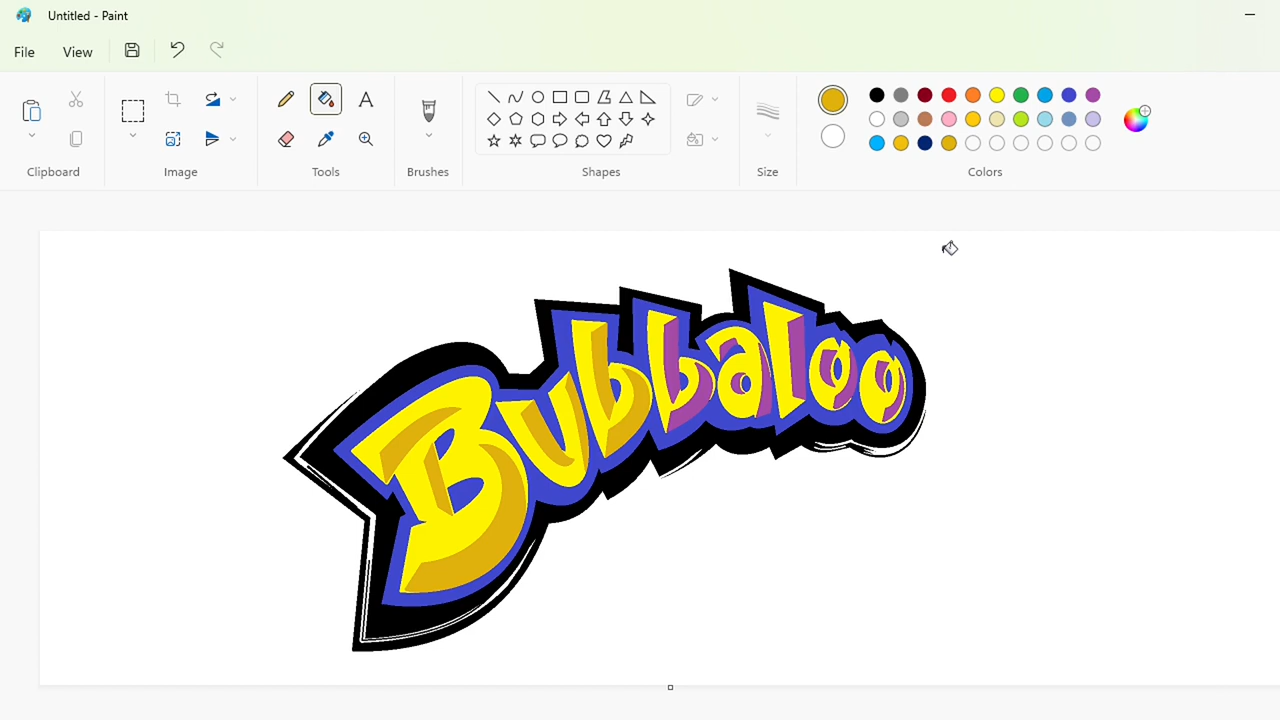 Untitled - Paint
File View
Clipboard Image Tools Brushes Shapes Size Colors
A
Bubbaloo